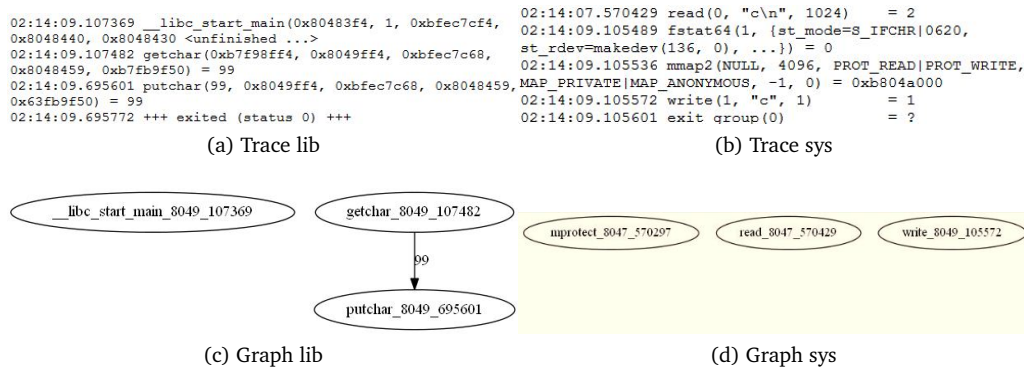 02:14:09.107369 __libc_start_main(0x80483f4, 1, 0xbfec7cf4,
0x8048440, 0x8048430 <unfinished ...>
02:14:09.107482 getchar(0xb7f98ff4, 0x8049ff4, 0xbfec7c68,
0x8048459, 0xb7fb9f50) = 99
02:14:09.695601 putchar(99, 0x8049ff4, 0xbfec7c68, 0x8048459,
0x63fb9f50) = 99
02:14:09.695772 +++ exited (status 0) +++
(a) Trace lib
02:14:07.570429 read(0, "c\n", 1024) = 2
02:14:09.105489 fstat64(1, {st_mode=S_IFCHR|0620,
st_rdev=makedev(136, 0), ...}) = 0
02:14:09.105536 mmap2(NULL, 4096, PROT_READ|PROT_WRITE,
MAP_PRIVATE|MAP_ANONYMOUS, -1, 0) = 0xb804a000
02:14:09.105572 write(1, "c", 1) = 1
02:14:09.105601 exit_group(0) = ?
(b) Trace sys
__libc_start_main_8049_107369
getchar_8049_107482
99
putchar_8049_695601
(c) Graph lib
mprotect_8047_570297
read_8047_570429
write_8049_105572
(d) Graph sys